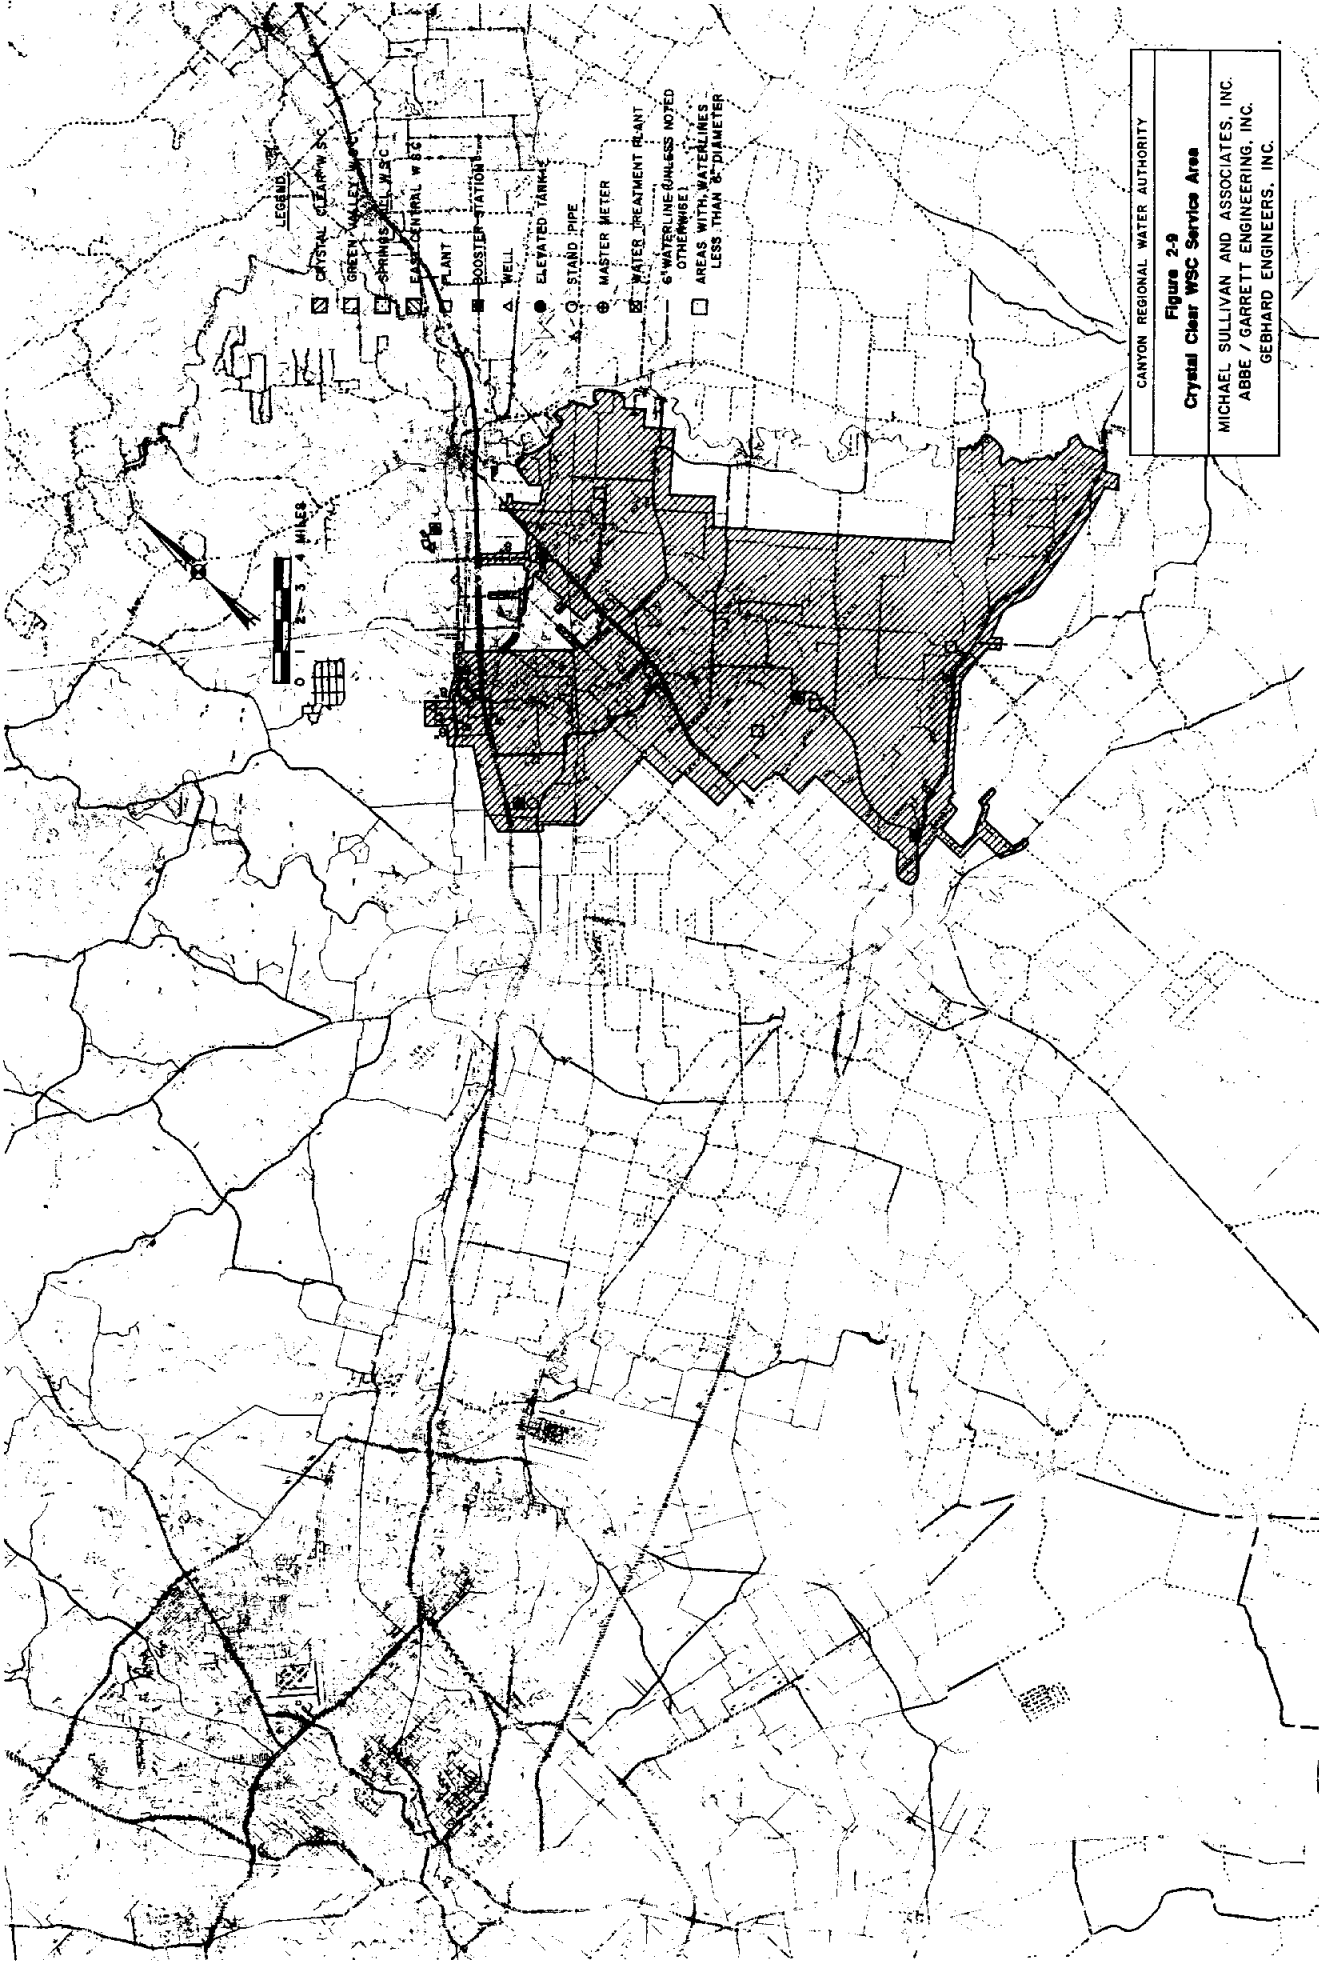 LEGEND
CRYSTAL CLEAR W.S.C
GREEN VALLEY W.S.C
SPRINGS HILL W.S.C
EAST CENTRAL W.S.C
PLANT
BOOSTER STATION
WELL
ELEVATED TANK
STAND PIPE
MASTER METER
WATER TREATMENT PLANT
6" WATERLINE (UNLESS NOTED
OTHERWISE)
AREAS WITH WATERLINES
LESS THAN 6" DIAMETER
0 1 2 3 4 MILES
CANYON REGIONAL WATER AUTHORITY
Figure 2-9
Crystal Clear WSC Service Area
MICHAEL SULLIVAN AND ASSOCIATES, INC.
ABBE / GARRETT ENGINEERING, INC.
GEBHARD ENGINEERS, INC.